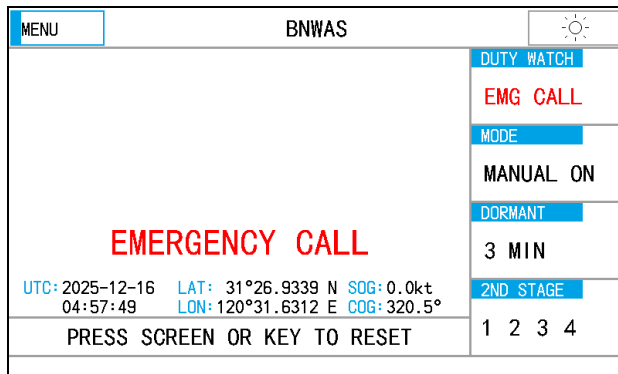 MENU
BNWAS
DUTY WATCH
EMG CALL
MODE
MANUAL ON
DORMANT
3 MIN
2ND STAGE
1 2 3 4
EMERGENCY CALL
UTC: 2025-12-16 LAT: 31°26.9339 N SOG: 0.0kt
04:57:49 LON: 120°31.6312 E COG: 320.5°
PRESS SCREEN OR KEY TO RESET